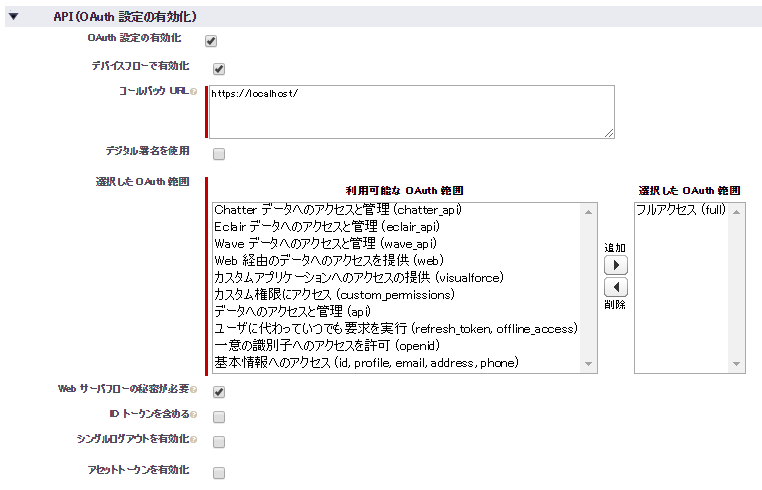 API (OAuth 設定の有効化)
OAuth 設定の有効化
デバイスフローで有効化
コールバック URL
https://localhost/
デジタル署名を使用
選択した OAuth 範囲
利用可能な OAuth 範囲
選択した OAuth 範囲
Chatter データへのアクセスと管理 (chatter_api)
フルアクセス (full)
Eclair データへのアクセスと管理 (eclair_api)
Wave データへのアクセスと管理 (wave_api)
追加
Web 経由のデータへのアクセスを提供 (web)
カスタムアプリケーションへのアクセスの提供 (visualforce)
カスタム権限にアクセス (custom_permissions)
削除
データへのアクセスと管理 (api)
ユーザに代わっていつでも要求を実行 (refresh_token, offline_access)
一意の識別子へのアクセスを許可 (openid)
基本情報へのアクセス (id, profile, email, address, phone)
Web サーバフローの秘密が必要
ID トークンを含める
シングルログアウトを有効化
アセットトークンを有効化